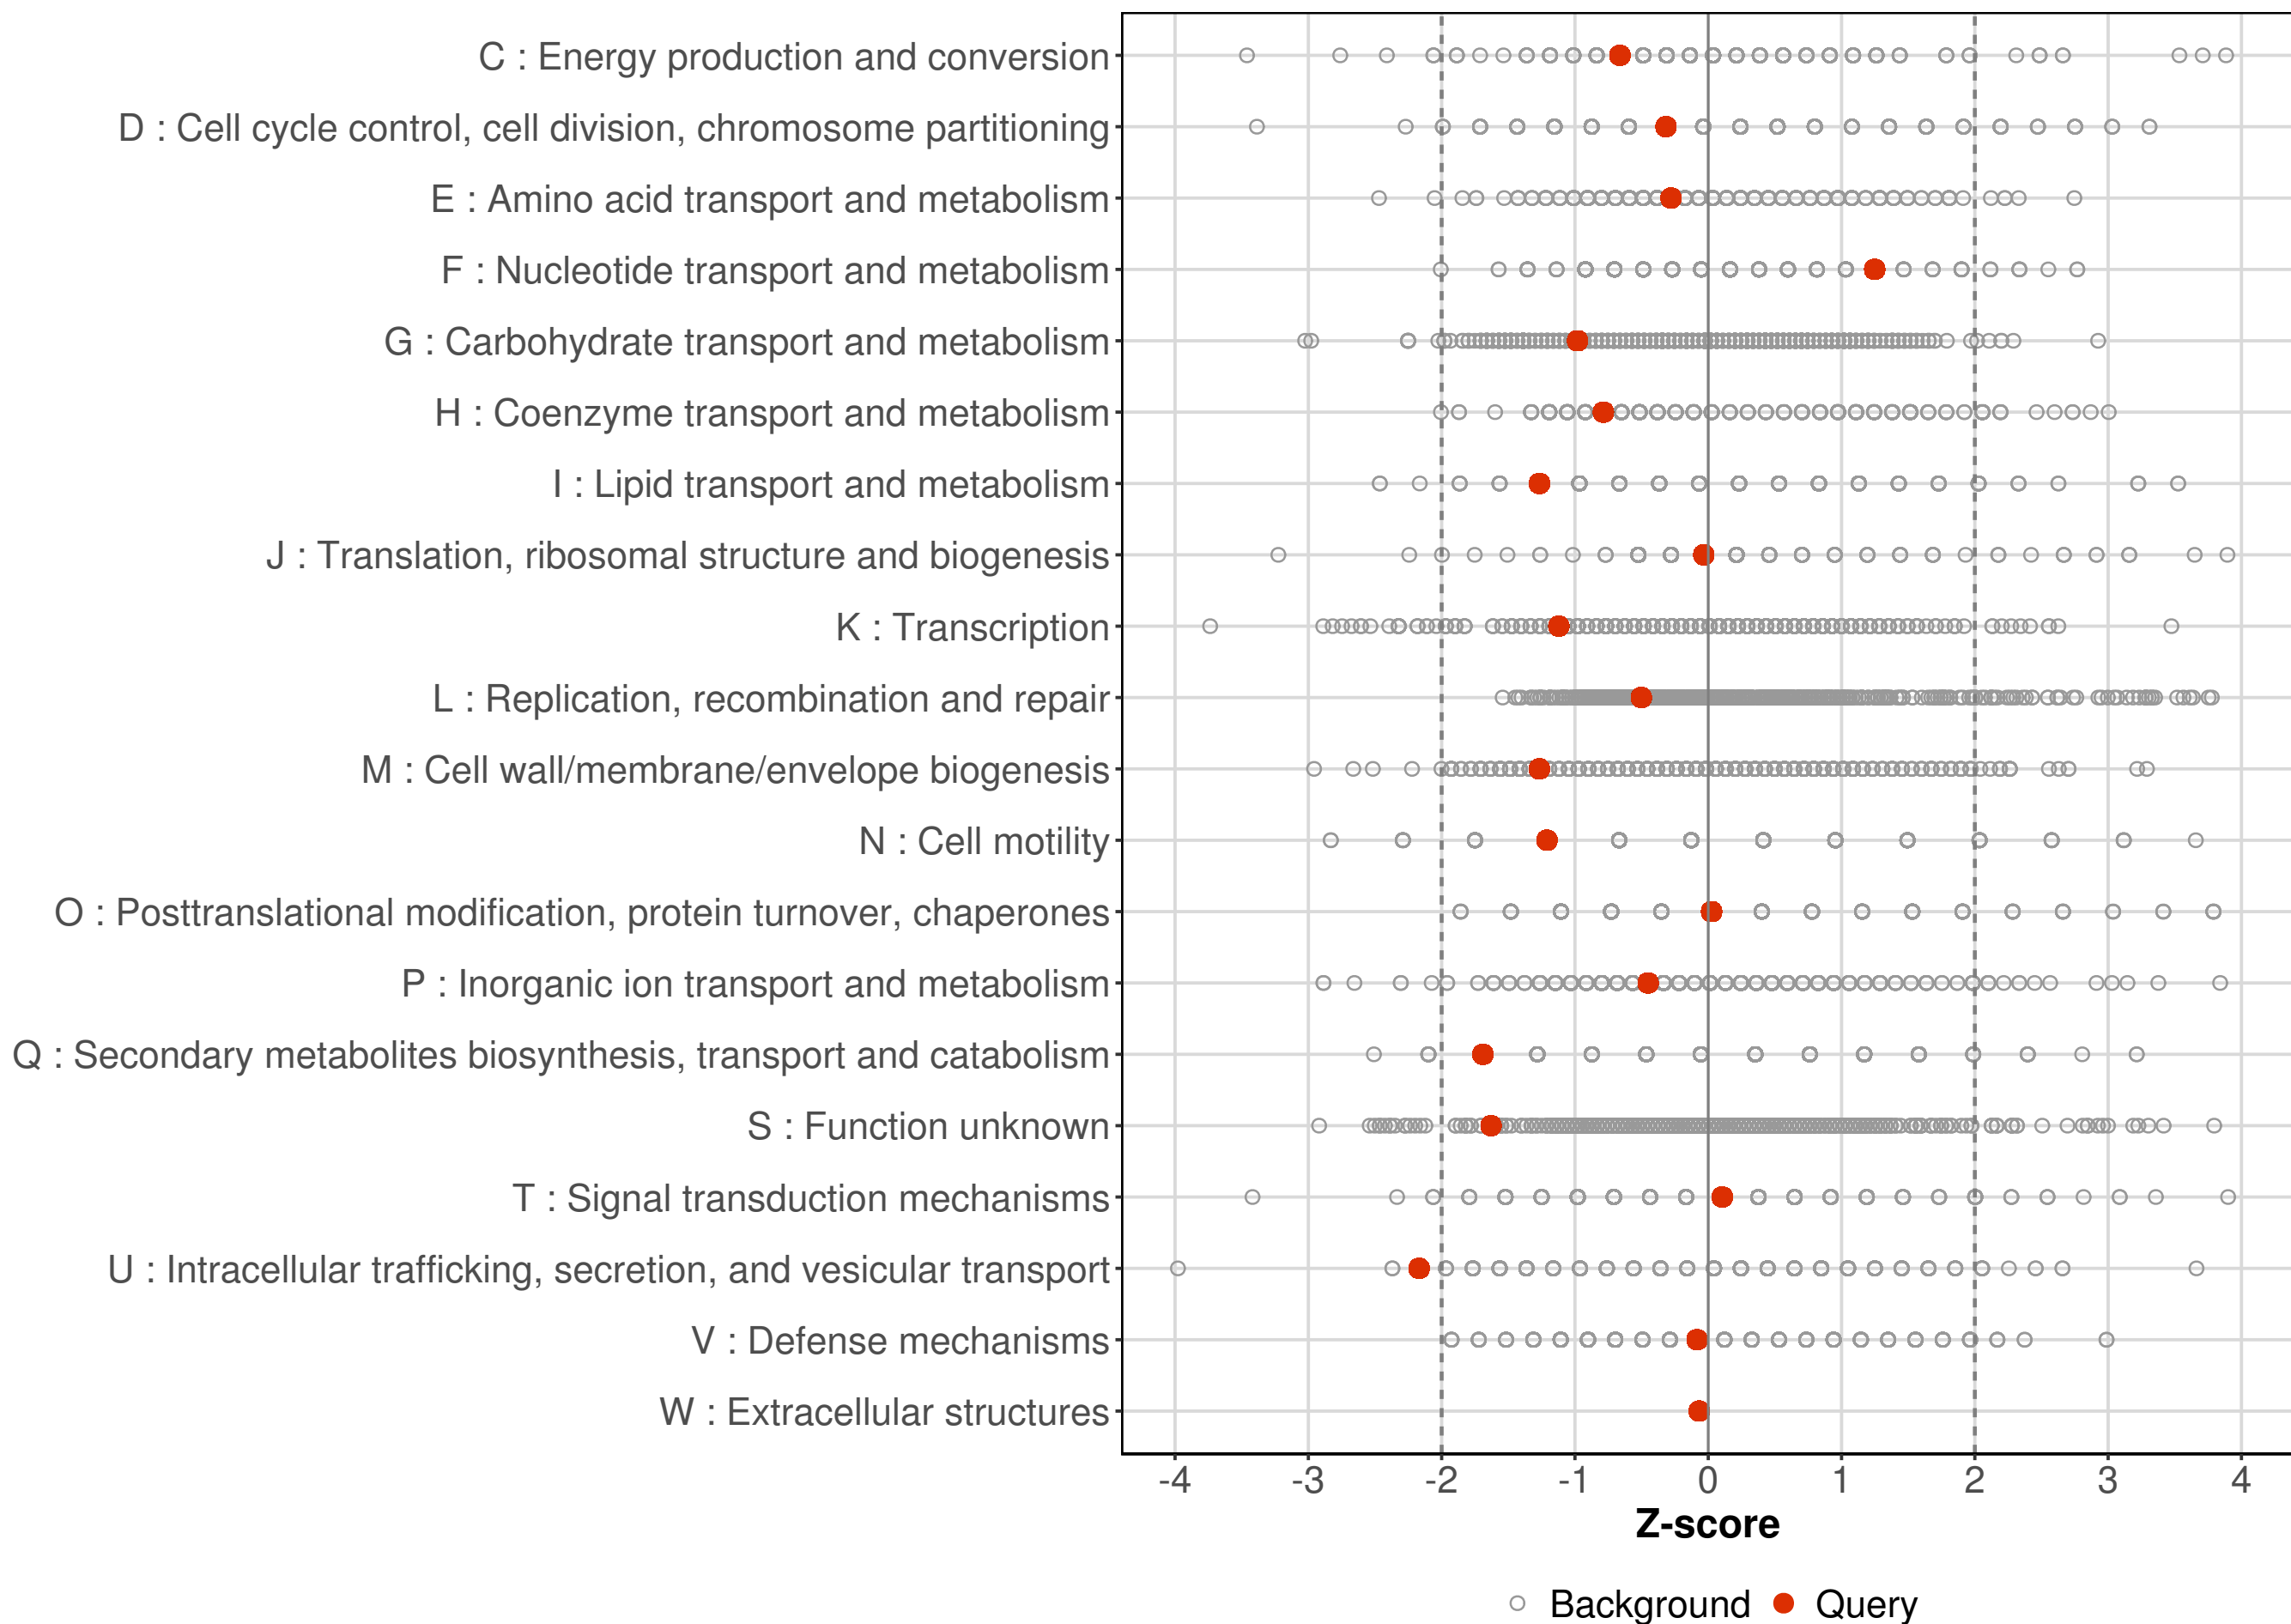 C : Energy production and conversion
D : Cell cycle control, cell division, chromosome partitioning
E : Amino acid transport and metabolism
F : Nucleotide transport and metabolism
G : Carbohydrate transport and metabolism
H : Coenzyme transport and metabolism
I : Lipid transport and metabolism
J : Translation, ribosomal structure and biogenesis
K : Transcription
L : Replication, recombination and repair
M : Cell wall/membrane/envelope biogenesis
N : Cell motility
O : Posttranslational modification, protein turnover, chaperones
P : Inorganic ion transport and metabolism
Q : Secondary metabolites biosynthesis, transport and catabolism
S : Function unknown
T : Signal transduction mechanisms
U : Intracellular trafficking, secretion, and vesicular transport
V : Defense mechanisms
W : Extracellular structures
-4 -3 -2 -1 0 1 2 3 4
Z-score
Background Query